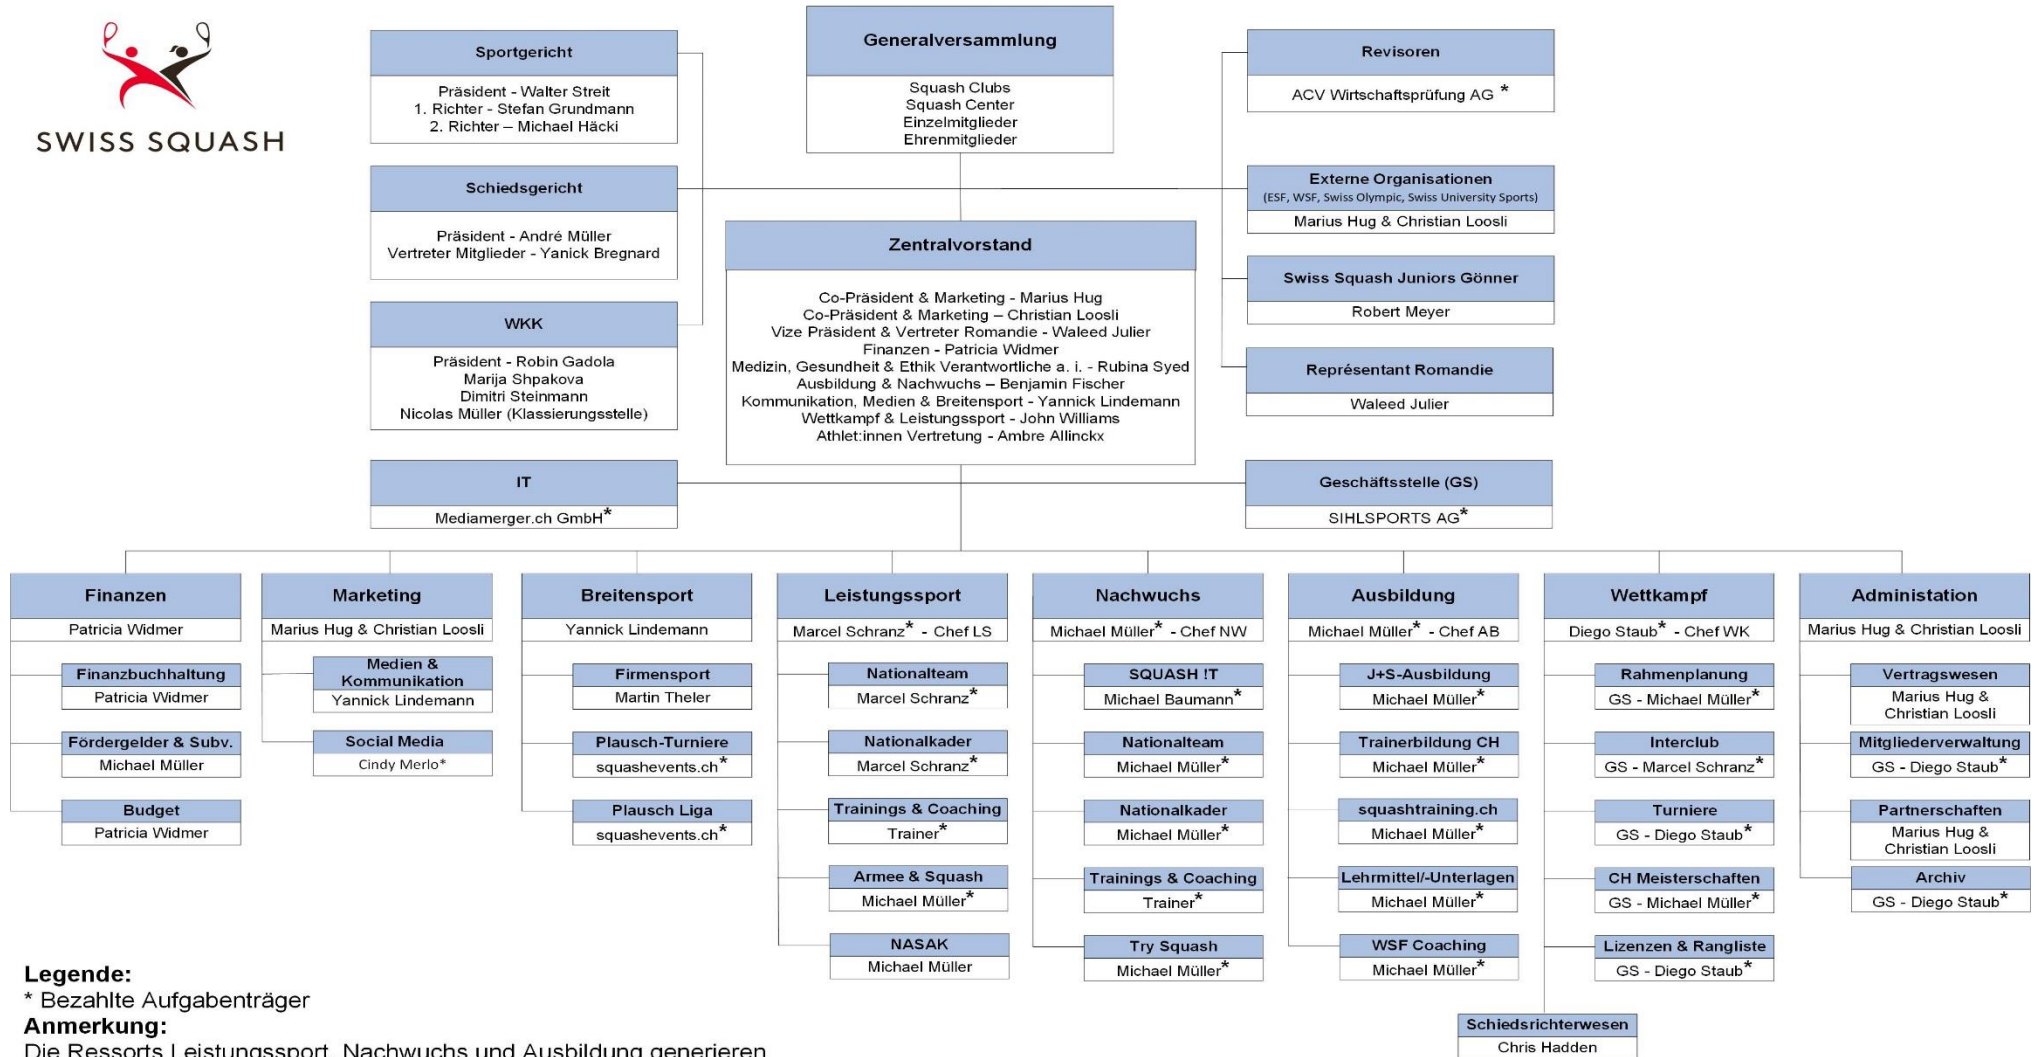 SWISS SQUASH
Sportgericht
Präsident - Walter Streit
1. Richter - Stefan Grundmann
2. Richter – Michael Häcki
Generalversammlung
Squash Clubs
Squash Center
Einzelmitglieder
Ehrenmitglieder
Revisoren
ACV Wirtschaftsprüfung AG *
Schiedsgericht
Präsident - André Müller
Vertreter Mitglieder - Yanick Bregnard
Externe Organisationen
(ESF, WSF, Swiss Olympic, Swiss University Sports)
Marius Hug & Christian Loosli
Zentralvorstand
Co-Präsident & Marketing - Marius Hug
Co-Präsident & Marketing – Christian Loosli
Vize Präsident & Vertreter Romandie - Waleed Julier
Finanzen - Patricia Widmer
Medizin, Gesundheit & Ethik Verantwortliche a. i. - Rubina Syed
Ausbildung & Nachwuchs – Benjamin Fischer
Kommunikation, Medien & Breitensport - Yannick Lindemann
Wettkampf & Leistungssport - John Williams
Athlet:innen Vertretung - Ambre Allinckx
Swiss Squash Juniors Gönner
Robert Meyer
WKK
Präsident - Robin Gadola
Marija Shpakova
Dimitri Steinmann
Nicolas Müller (Klassierungsstelle)
Représentant Romandie
Waleed Julier
IT
Mediamerger.ch GmbH*
Geschäftsstelle (GS)
SIHLSPORTS AG*
Finanzen
Patricia Widmer
Finanzbuchhaltung
Patricia Widmer
Fördergelder & Subv.
Michael Müller
Budget
Patricia Widmer
Marketing
Marius Hug & Christian Loosli
Medien &
Kommunikation
Yannick Lindemann
Social Media
Cindy Merlo*
Breitensport
Yannick Lindemann
Firmensport
Martin Theler
Plausch-Turniere
squashevents.ch*
Plausch Liga
squashevents.ch*
Leistungssport
Marcel Schranz* - Chef LS
Nationalteam
Marcel Schranz*
Nationalkader
Marcel Schranz*
Trainings & Coaching
Trainer*
Armee & Squash
Michael Müller*
NASAK
Michael Müller
Nachwuchs
Michael Müller* - Chef NW
SQUASH !T
Michael Baumann*
Nationalteam
Michael Müller*
Nationalkader
Michael Müller*
Trainings & Coaching
Trainer*
Try Squash
Michael Müller*
Ausbildung
Michael Müller* - Chef AB
J+S-Ausbildung
Michael Müller*
Trainerbildung CH
Michael Müller*
squashtraining.ch
Michael Müller*
Lehrmittel/-Unterlagen
Michael Müller*
WSF Coaching
Michael Müller*
Wettkampf
Diego Staub* - Chef WK
Rahmenplanung
GS - Michael Müller*
Interclub
GS - Marcel Schranz*
Turniere
GS - Diego Staub*
CH Meisterschaften
GS - Michael Müller*
Lizenzen & Rangliste
GS - Diego Staub*
Schiedsrichterwesen
Chris Hadden
Administation
Marius Hug & Christian Loosli
Vertragswesen
Marius Hug &
Christian Loosli
Mitgliederverwaltung
GS - Diego Staub*
Partnerschaften
Marius Hug &
Christian Loosli
Archiv
GS - Diego Staub*
Legende:
* Bezahlte Aufgabenträger
Anmerkung:
Die Ressorts Leistungssport, Nachwuchs und Ausbildung generieren